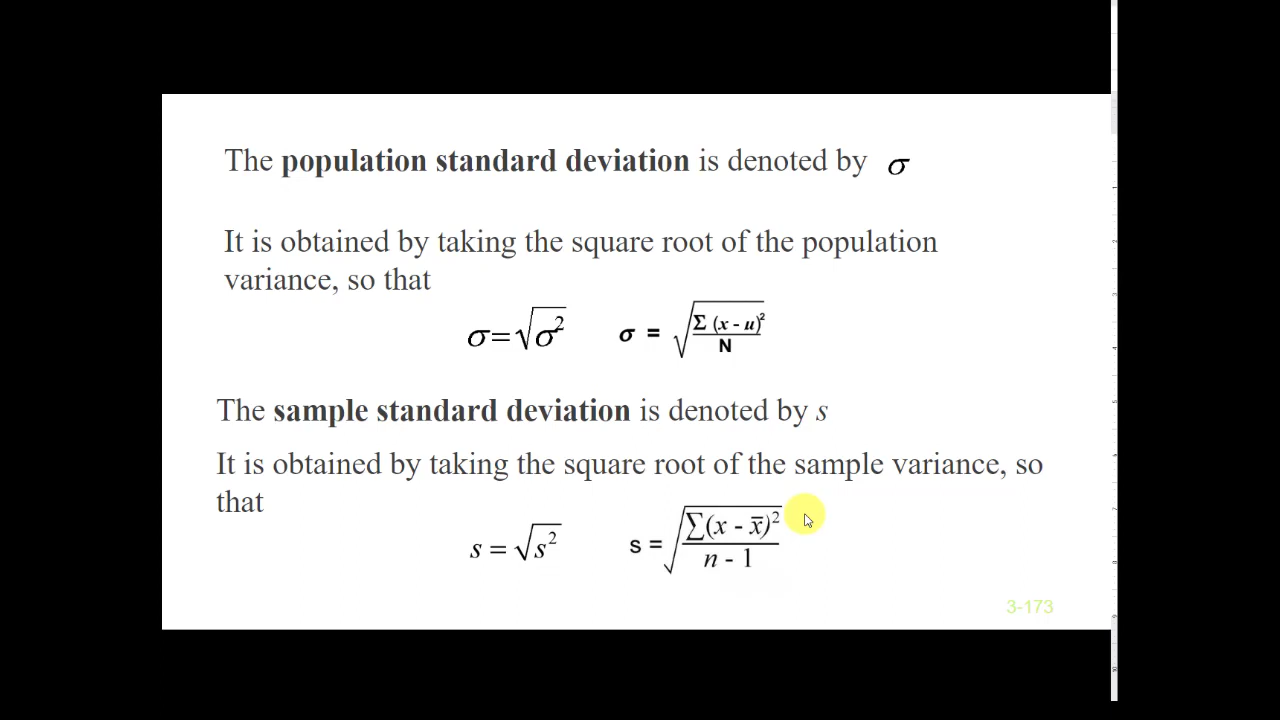 The population standard deviation is denoted by σ
It is obtained by taking the square root of the population
variance, so that
σ=√σ² σ = √(Σ (x - u)² / N)
The sample standard deviation is denoted by s
It is obtained by taking the square root of the sample variance, so
that
s = √s² s = √(∑(x - x̄)² / n - 1)
3-173